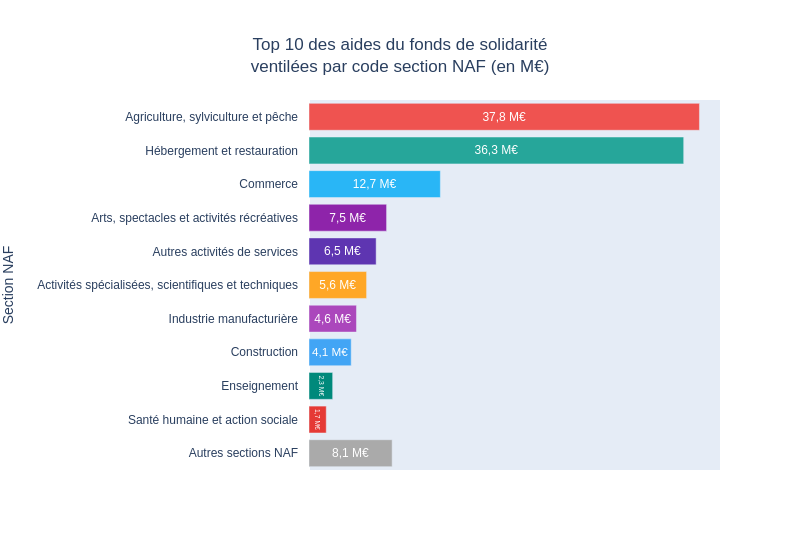 Top 10 des aides du fonds de solidarité
ventilées par code section NAF (en M€)
Section NAF
Agriculture, sylviculture et pêche 37,8 M€
Hébergement et restauration 36,3 M€
Commerce 12,7 M€
Arts, spectacles et activités récréatives 7,5 M€
Autres activités de services 6,5 M€
Activités spécialisées, scientifiques et techniques 5,6 M€
Industrie manufacturière 4,6 M€
Construction 4,1 M€
Enseignement 2,3 M€
Santé humaine et action sociale 1,7 M€
Autres sections NAF 8,1 M€